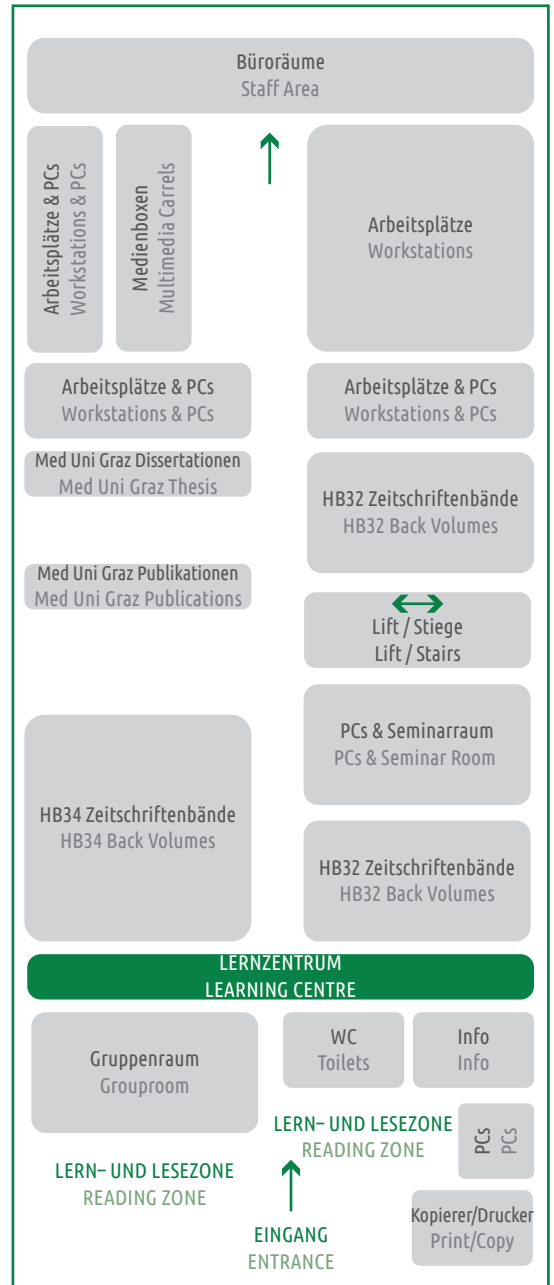 Büroräume
Staff Area
Arbeitsplätze & PCs
Workstations & PCs
Medienboxen
Multimedia Carrels
Arbeitsplätze
Workstations
Arbeitsplätze & PCs
Workstations & PCs
Arbeitsplätze & PCs
Workstations & PCs
Med Uni Graz Dissertationen
Med Uni Graz Thesis
HB32 Zeitschriftenbände
HB32 Back Volumes
Med Uni Graz Publikationen
Med Uni Graz Publications
Lift / Stiege
Lift / Stairs
PCs & Seminarraum
PCs & Seminar Room
HB34 Zeitschriftenbände
HB34 Back Volumes
HB32 Zeitschriftenbände
HB32 Back Volumes
LERNZENTRUM
LEARNING CENTRE
Gruppenraum
Grouproom
WC
Toilets
Info
Info
LERN– UND LESEZONE
READING ZONE
PCs
PCs
LERN– UND LESEZONE
READING ZONE
EINGANG
ENTRANCE
Kopierer/Drucker
Print/Copy